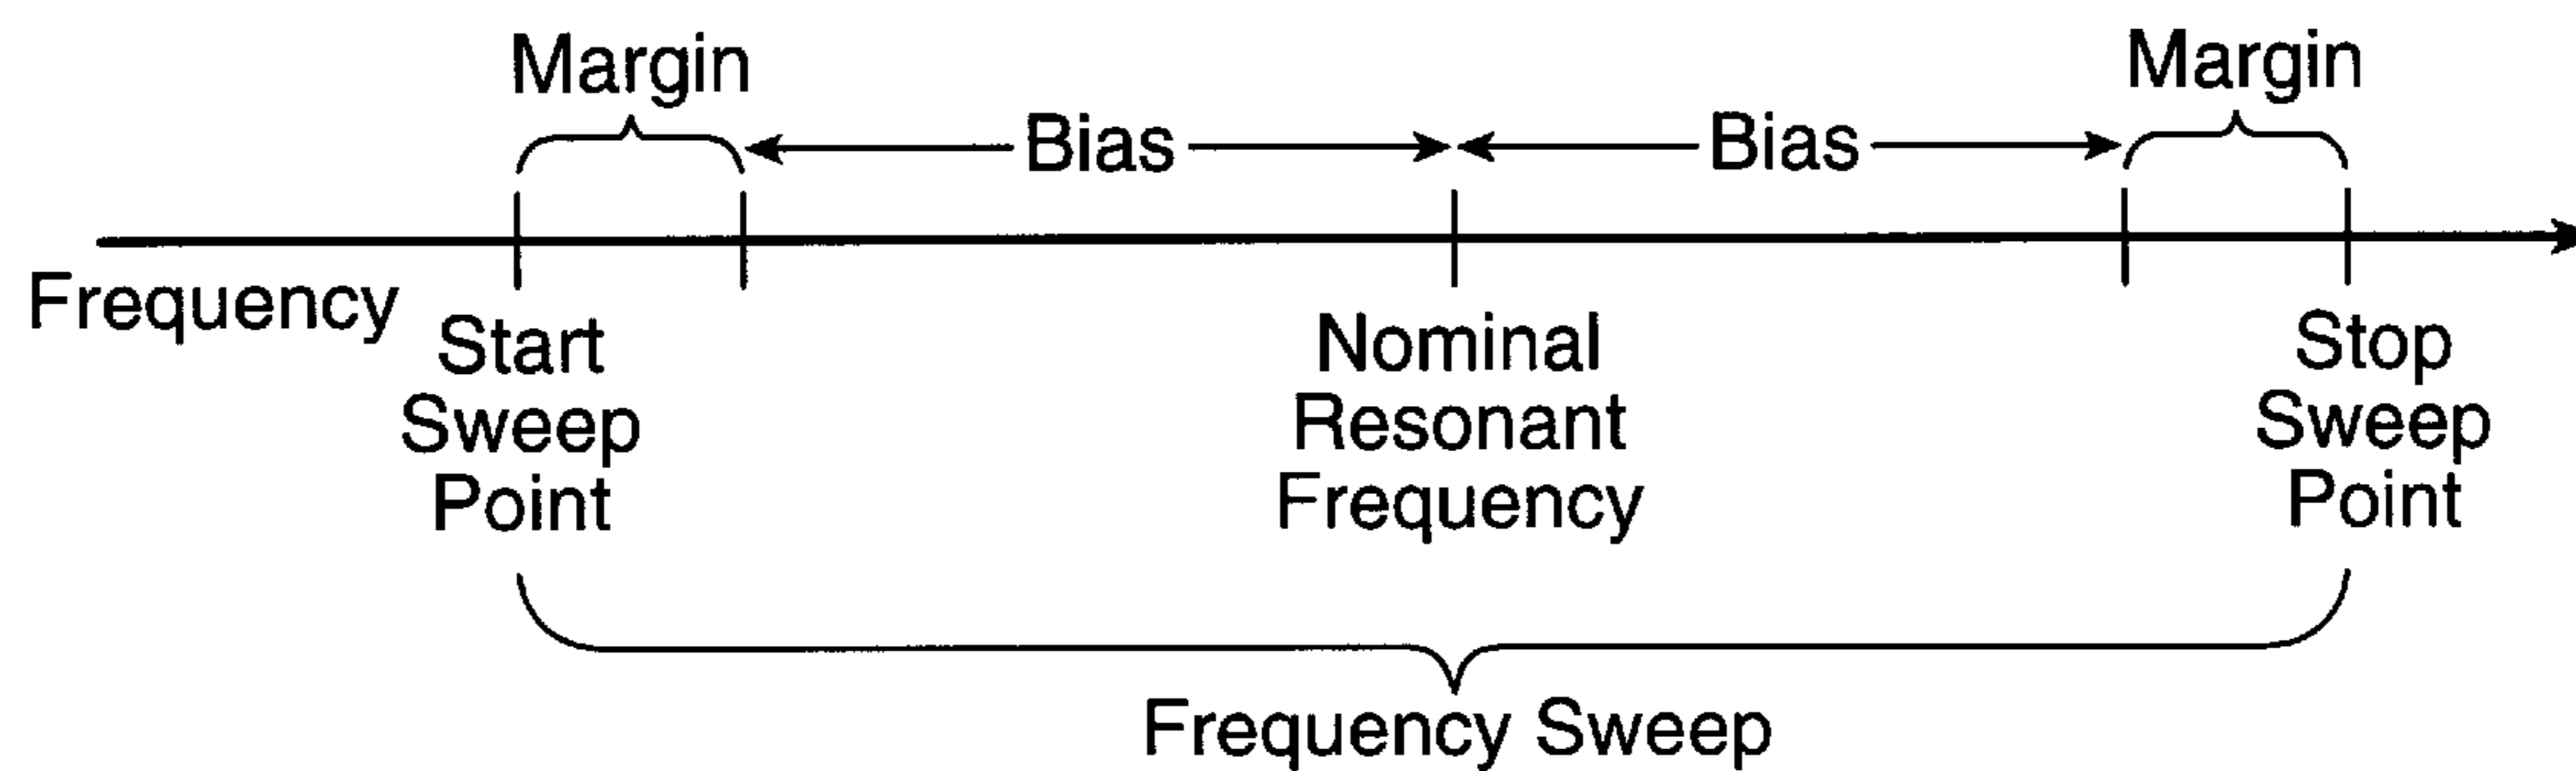 Margin
Margin
Bias
Bias
Frequency
Start
Sweep
Point
Nominal
Resonant
Frequency
Stop
Sweep
Point
Frequency Sweep